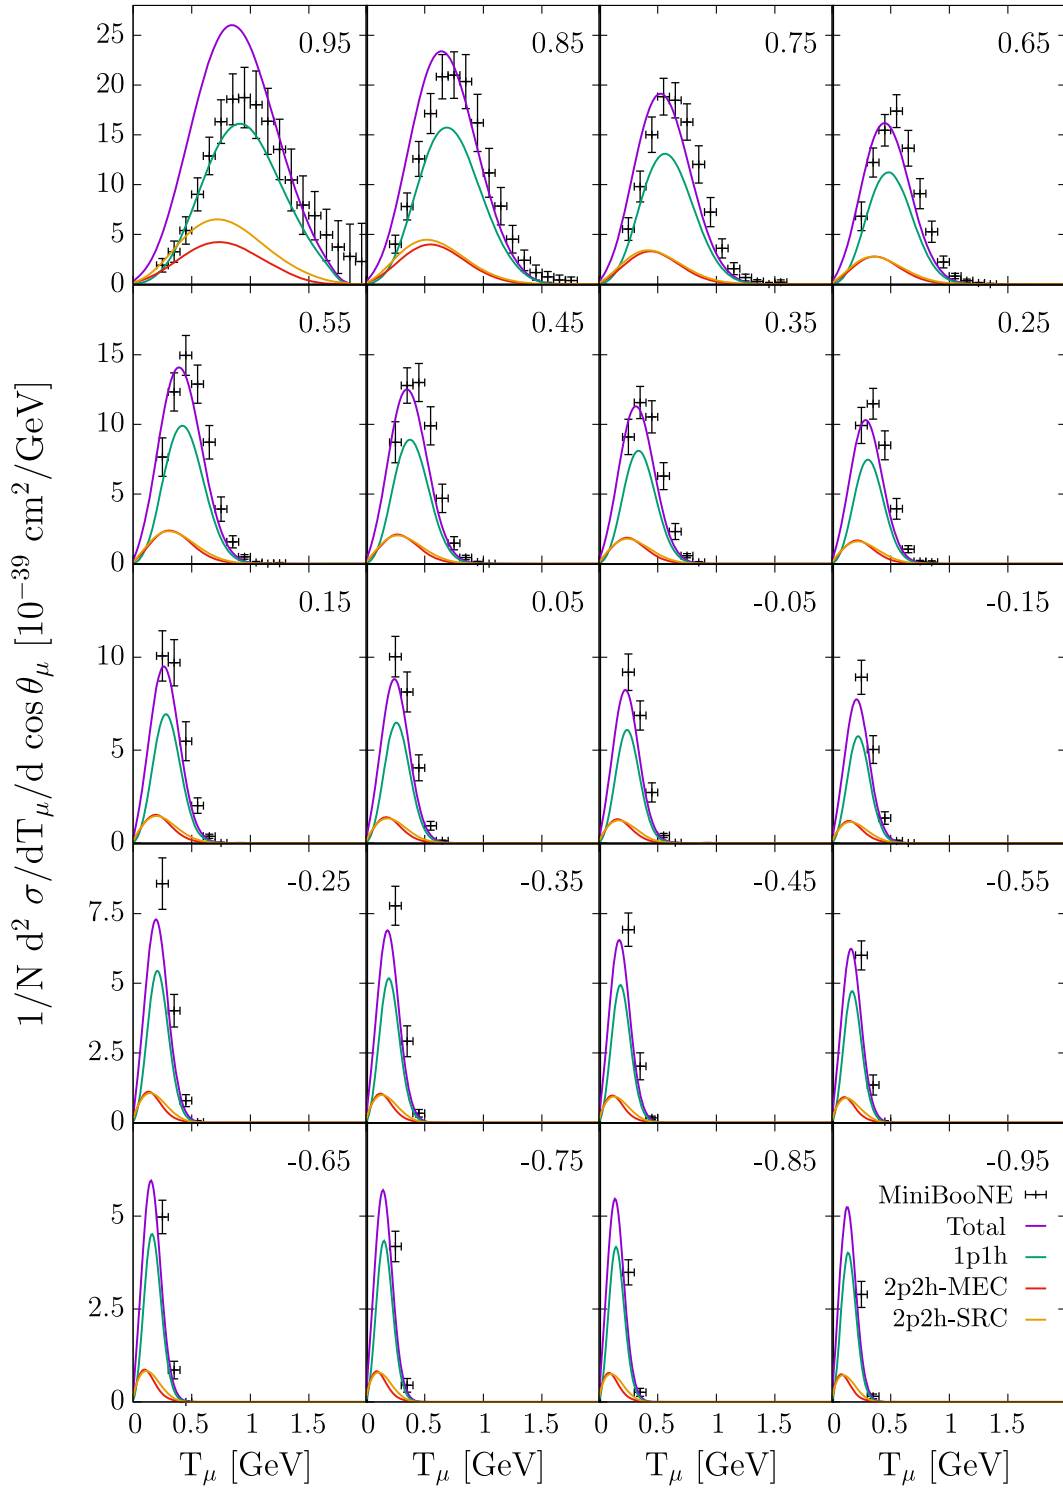 0.95 0.85 0.75 0.65
25
20
15
10
5
0
0.55 0.45 0.35 0.25
15
10
5
0
1/N d² σ/dT_μ/d cosθ_μ [10⁻³⁹ cm²/GeV]
0.15 0.05 -0.05 -0.15
10
5
0
-0.25 -0.35 -0.45 -0.55
7.5
5
2.5
0
-0.65 -0.75 -0.85 -0.95
5
2.5
0
MiniBooNE
Total
1p1h
2p2h-MEC
2p2h-SRC
0 0.5 1 1.5 0 0.5 1 1.5 0 0.5 1 1.5 0 0.5 1 1.5
T_μ [GeV] T_μ [GeV] T_μ [GeV] T_μ [GeV]